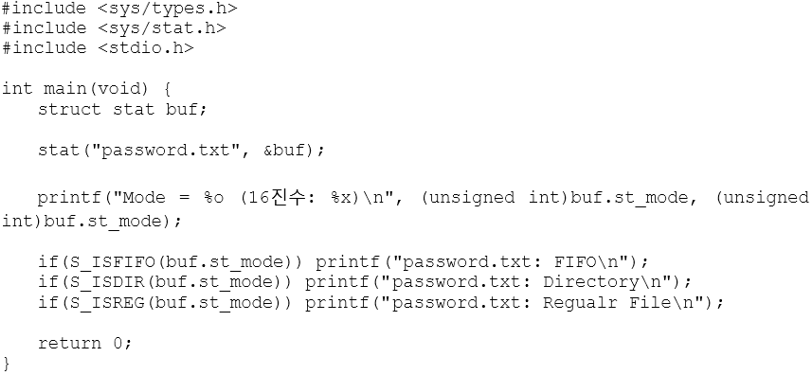 #include <sys/types.h>
#include <sys/stat.h>
#include <stdio.h>

int main(void) {
   struct stat buf;

   stat("password.txt", &buf);

   printf("Mode = %o (16진수: %x)\n", (unsigned int)buf.st_mode, (unsigned
int)buf.st_mode);

   if(S_ISFIFO(buf.st_mode)) printf("password.txt: FIFO\n");
   if(S_ISDIR(buf.st_mode)) printf("password.txt: Directory\n");
   if(S_ISREG(buf.st_mode)) printf("password.txt: Regualr File\n");

   return 0;
}